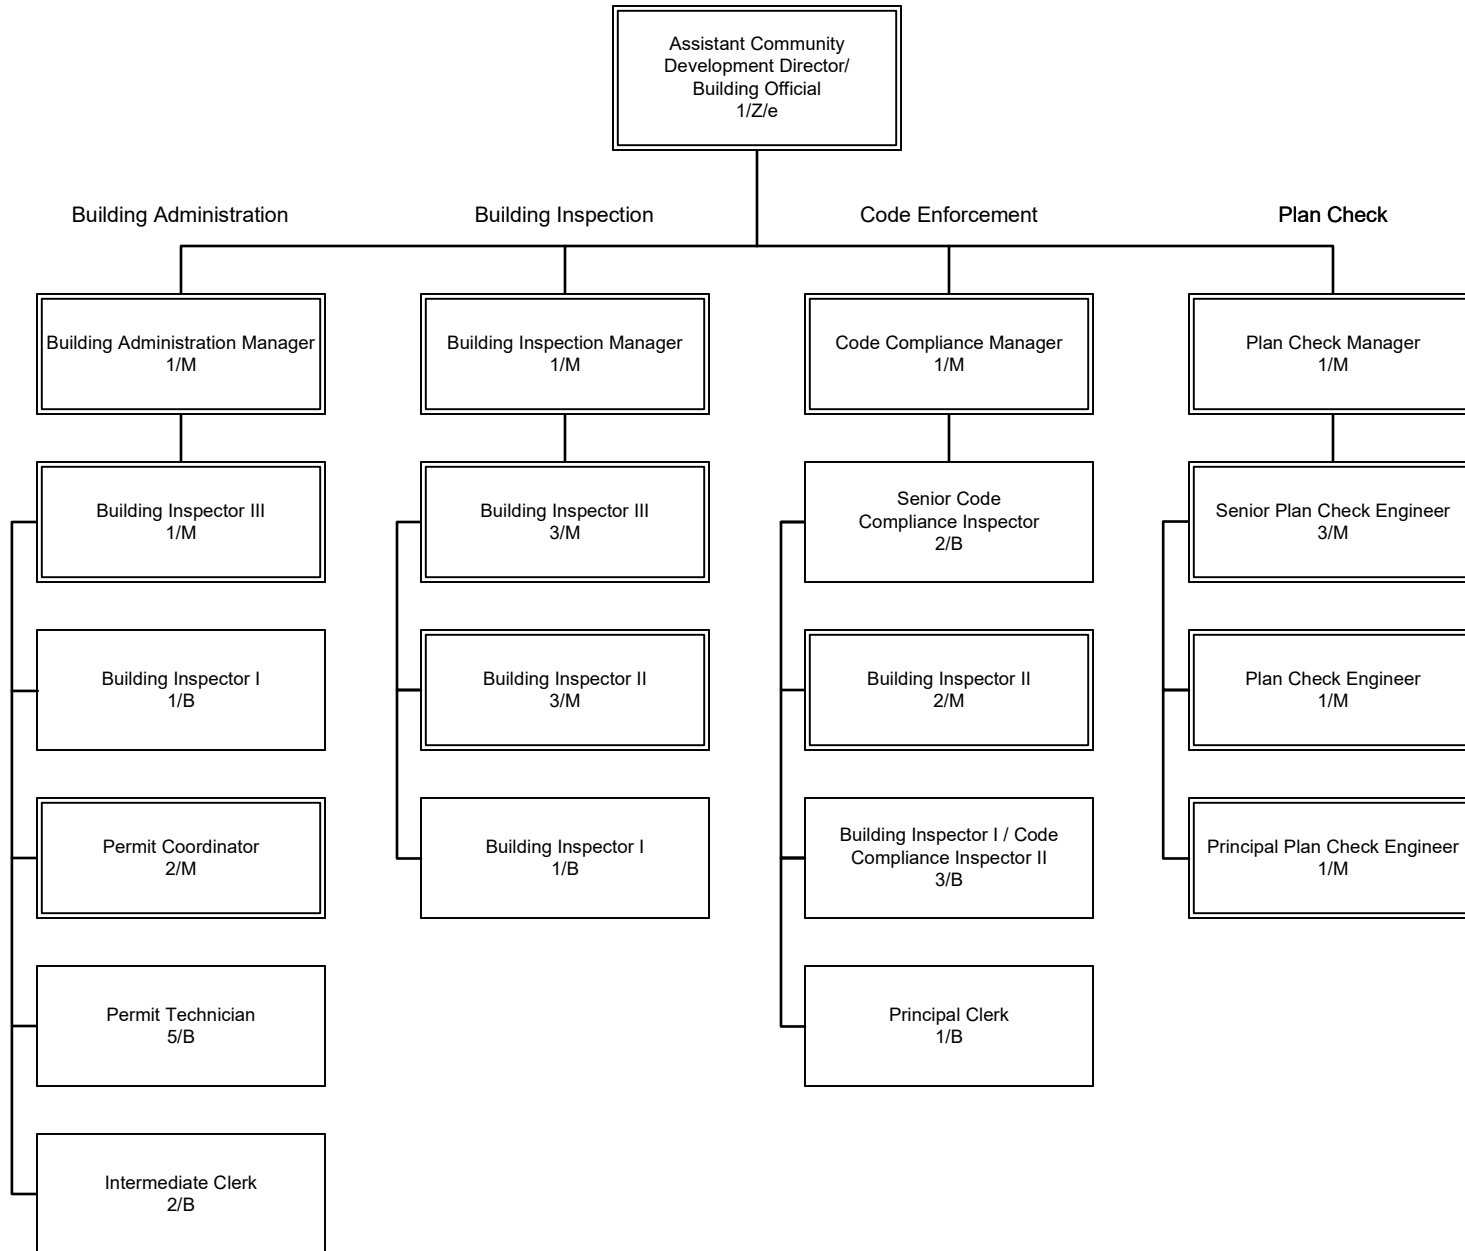 Assistant Community
Development Director/
Building Official
1/Z/e
Building Administration
Building Inspection
Code Enforcement
Plan Check
Building Administration Manager
1/M
Building Inspection Manager
1/M
Code Compliance Manager
1/M
Plan Check Manager
1/M
Building Inspector III
1/M
Building Inspector III
3/M
Senior Code
Compliance Inspector
2/B
Senior Plan Check Engineer
3/M
Building Inspector I
1/B
Building Inspector II
3/M
Building Inspector II
2/M
Plan Check Engineer
1/M
Permit Coordinator
2/M
Building Inspector I
1/B
Building Inspector I / Code
Compliance Inspector II
3/B
Principal Plan Check Engineer
1/M
Permit Technician
5/B
Principal Clerk
1/B
Intermediate Clerk
2/B